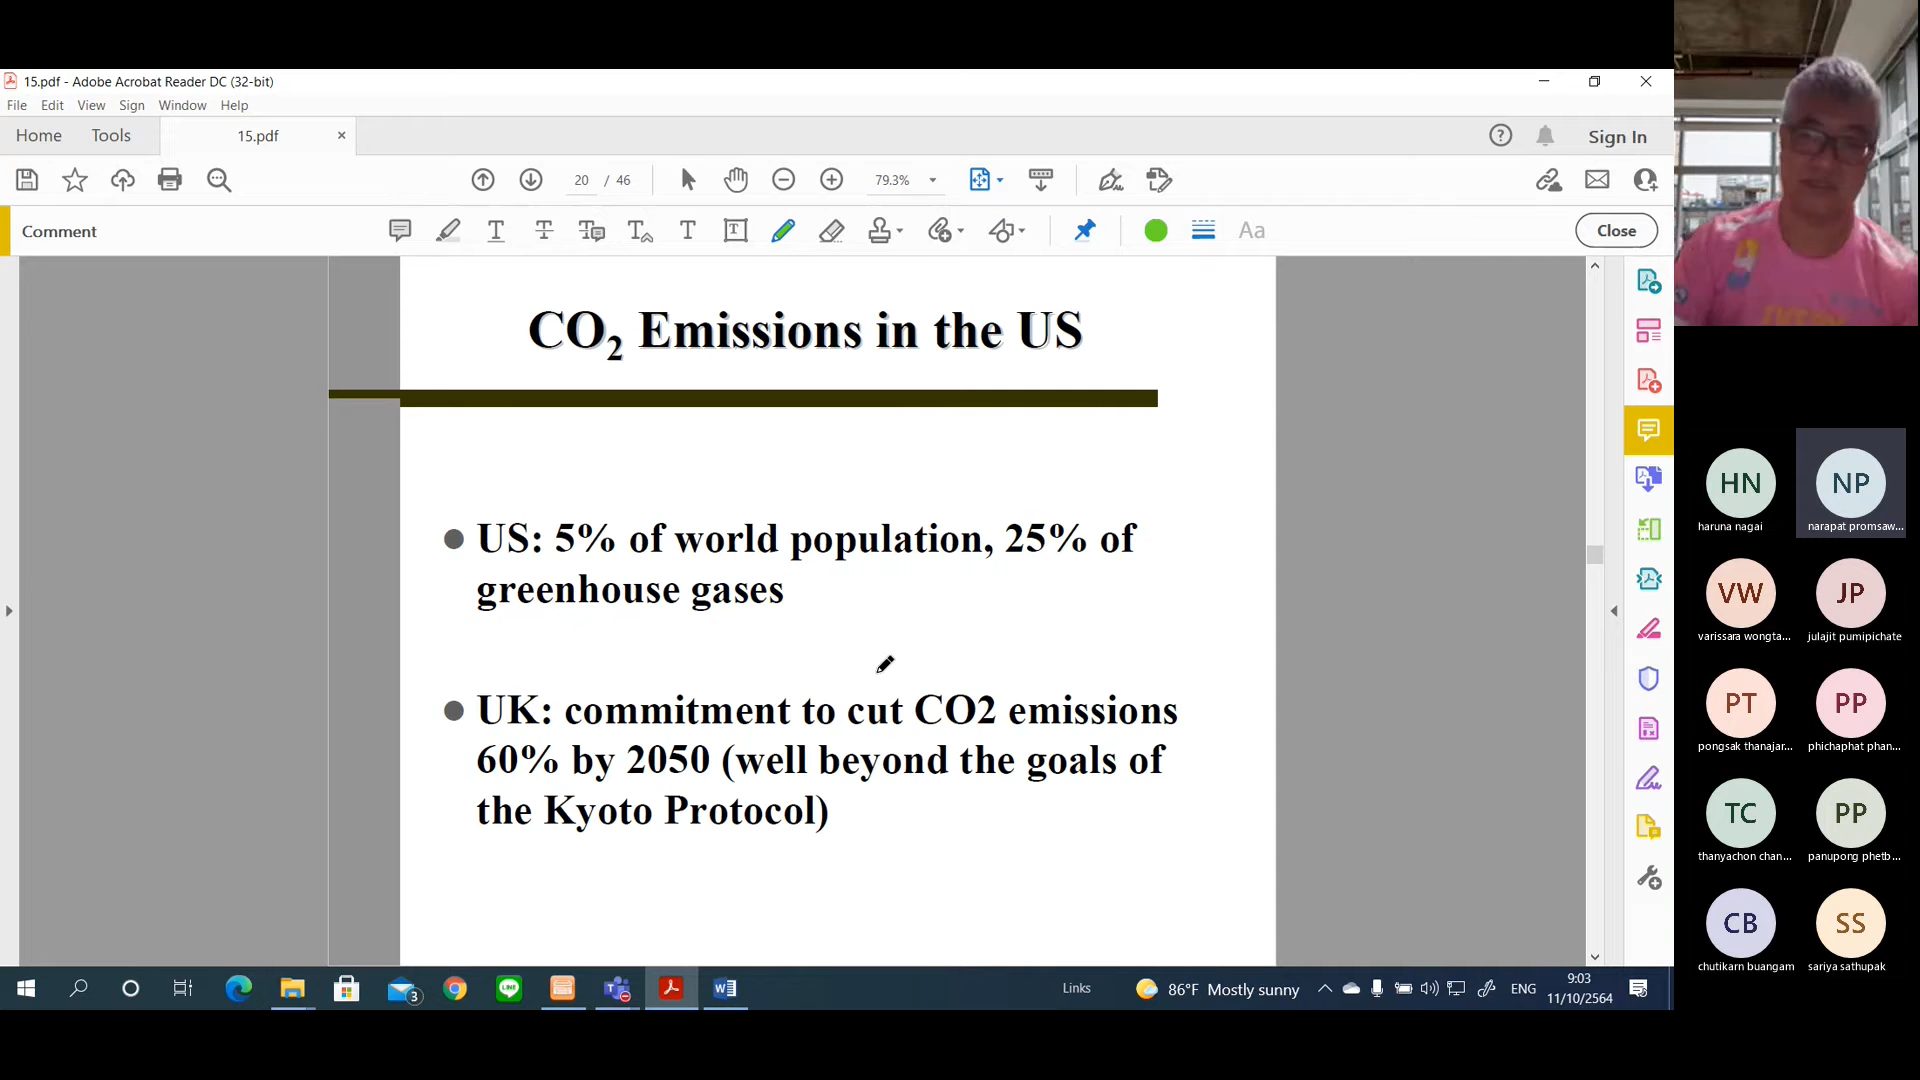 15.pdf - Adobe Acrobat Reader DC (32-bit)
File Edit View Sign Window Help
Home Tools 15.pdf Sign In
20 / 46 79.3%
Comment Aa Close
CO2 Emissions in the US
US: 5% of world population, 25% of
greenhouse gases
UK: commitment to cut CO2 emissions
60% by 2050 (well beyond the goals of
the Kyoto Protocol)
HN NP
haruna nagai narapat promsaw...
VW JP
varissara wongta... julajit pumipichate
PT PP
pongsak thanajar... phichaphat phan...
TC PP
thanyachon chan... panupong phetb...
CB SS
chutikarn buangam sariya sathupak
3 LINE W Links 86°F Mostly sunny ENG 9:03
11/10/2564